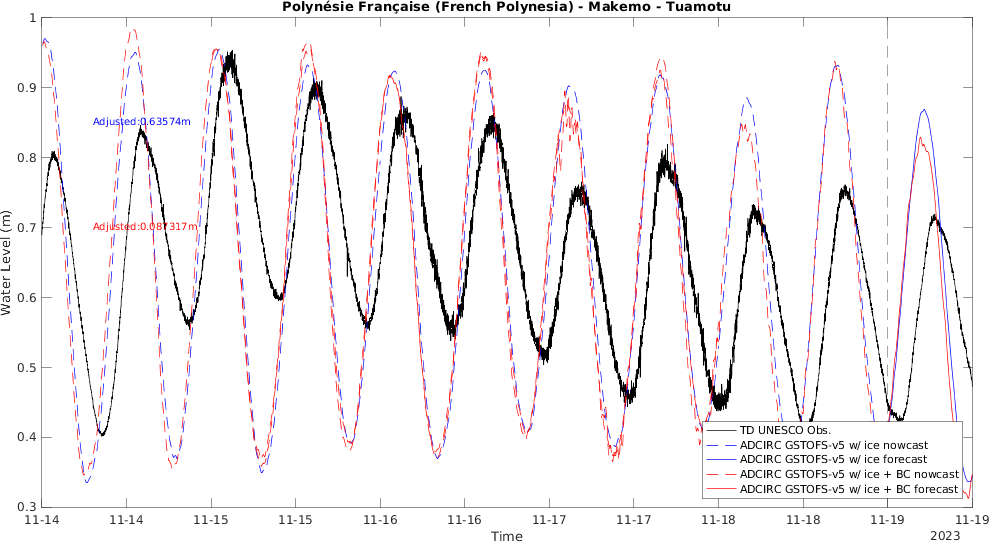 Polynésie Française (French Polynesia) - Makemo - Tuamotu
1
0.9
0.8
0.7
0.6
0.5
0.4
0.3
Water Level (m)
Adjusted:0.63574m
Adjusted:0.087317m
TD UNESCO Obs.
ADCIRC GSTOFS-v5 w/ ice nowcast
ADCIRC GSTOFS-v5 w/ ice forecast
ADCIRC GSTOFS-v5 w/ ice + BC nowcast
ADCIRC GSTOFS-v5 w/ ice + BC forecast
11-14 11-14 11-15 11-15 11-16 11-16 11-17 11-17 11-18 11-18 11-19 11-19
2023
Time